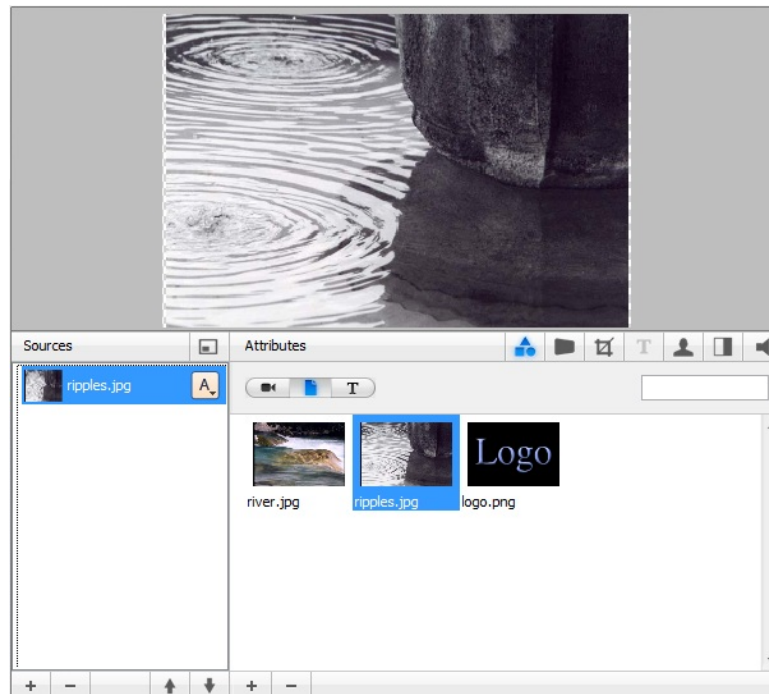 Sources
Attributes
T
ripples.jpg
A
T
Logo
river.jpg
ripples.jpg
logo.png